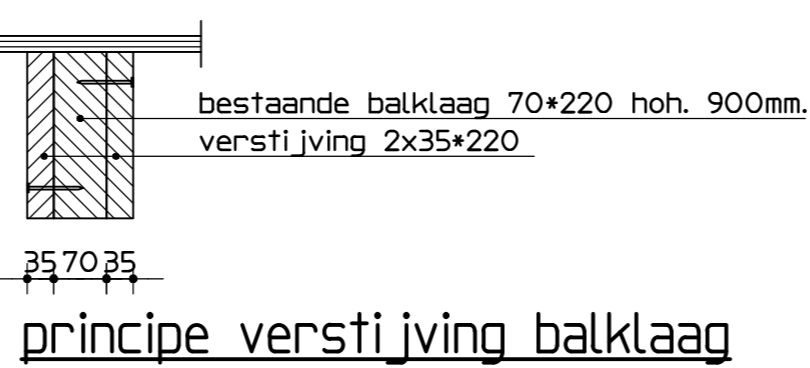 bestaande balklaag 70*220 hoh. 900mm.
verstijving 2x35*220
35 70 35
principe verstijving balklaag